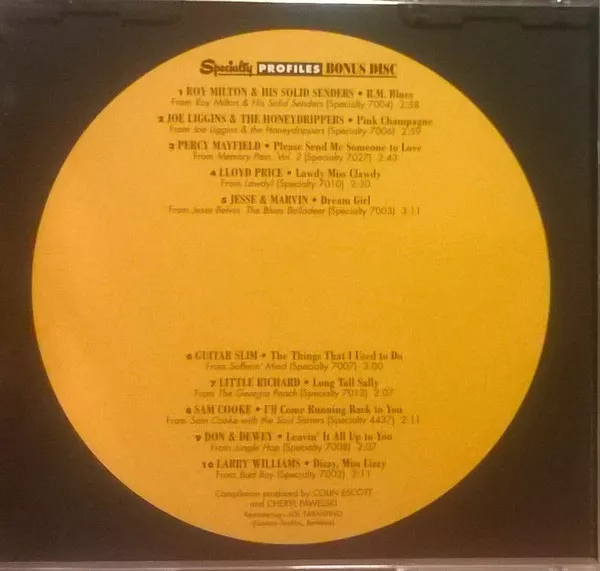 Specialty PROFILES BONUS DISC
1 ROY MILTON & HIS SOLID SENDERS • R.M. Blues
From Roy Milton & His Solid Senders (Specialty 7004) 2:58
2 JOE LIGGINS & THE HONEYDRIPPERS • Pink Champagne
From Joe Liggins & the Honeydrippers (Specialty 7006) 2:59
3 PERCY MAYFIELD • Please Send Me Someone to Love
From Memory Pain, Vol. 2 (Specialty 7027) 2:43
4 LLOYD PRICE • Lawdy Miss Clawdy
From Lawdy! (Specialty 7010) 2:30
5 JESSE & MARVIN • Dream Girl
From Jesse Belvin: The Blues Balladeer (Specialty 7003) 3:11
6 GUITAR SLIM • The Things That I Used to Do
From Sufferin' Mind (Specialty 7007) 3:00
7 LITTLE RICHARD • Long Tall Sally
From The Georgia Peach (Specialty 7012) 2:07
8 SAM COOKE • I'll Come Running Back to You
From Sam Cooke with the Soul Stirrers (Specialty 4437) 2:11
9 DON & DEWEY • Leavin' It All Up to You
From Jungle Hop (Specialty 7008) 2:07
10 LARRY WILLIAMS • Dizzy, Miss Lizzy
From Bad Boy (Specialty 7002) 2:11
Compilation produced by COLIN ESCOTT
and CHERYL PAWELSKI
Remastering—JOE TARANTINO
(Fantasy Studios, Berkeley)